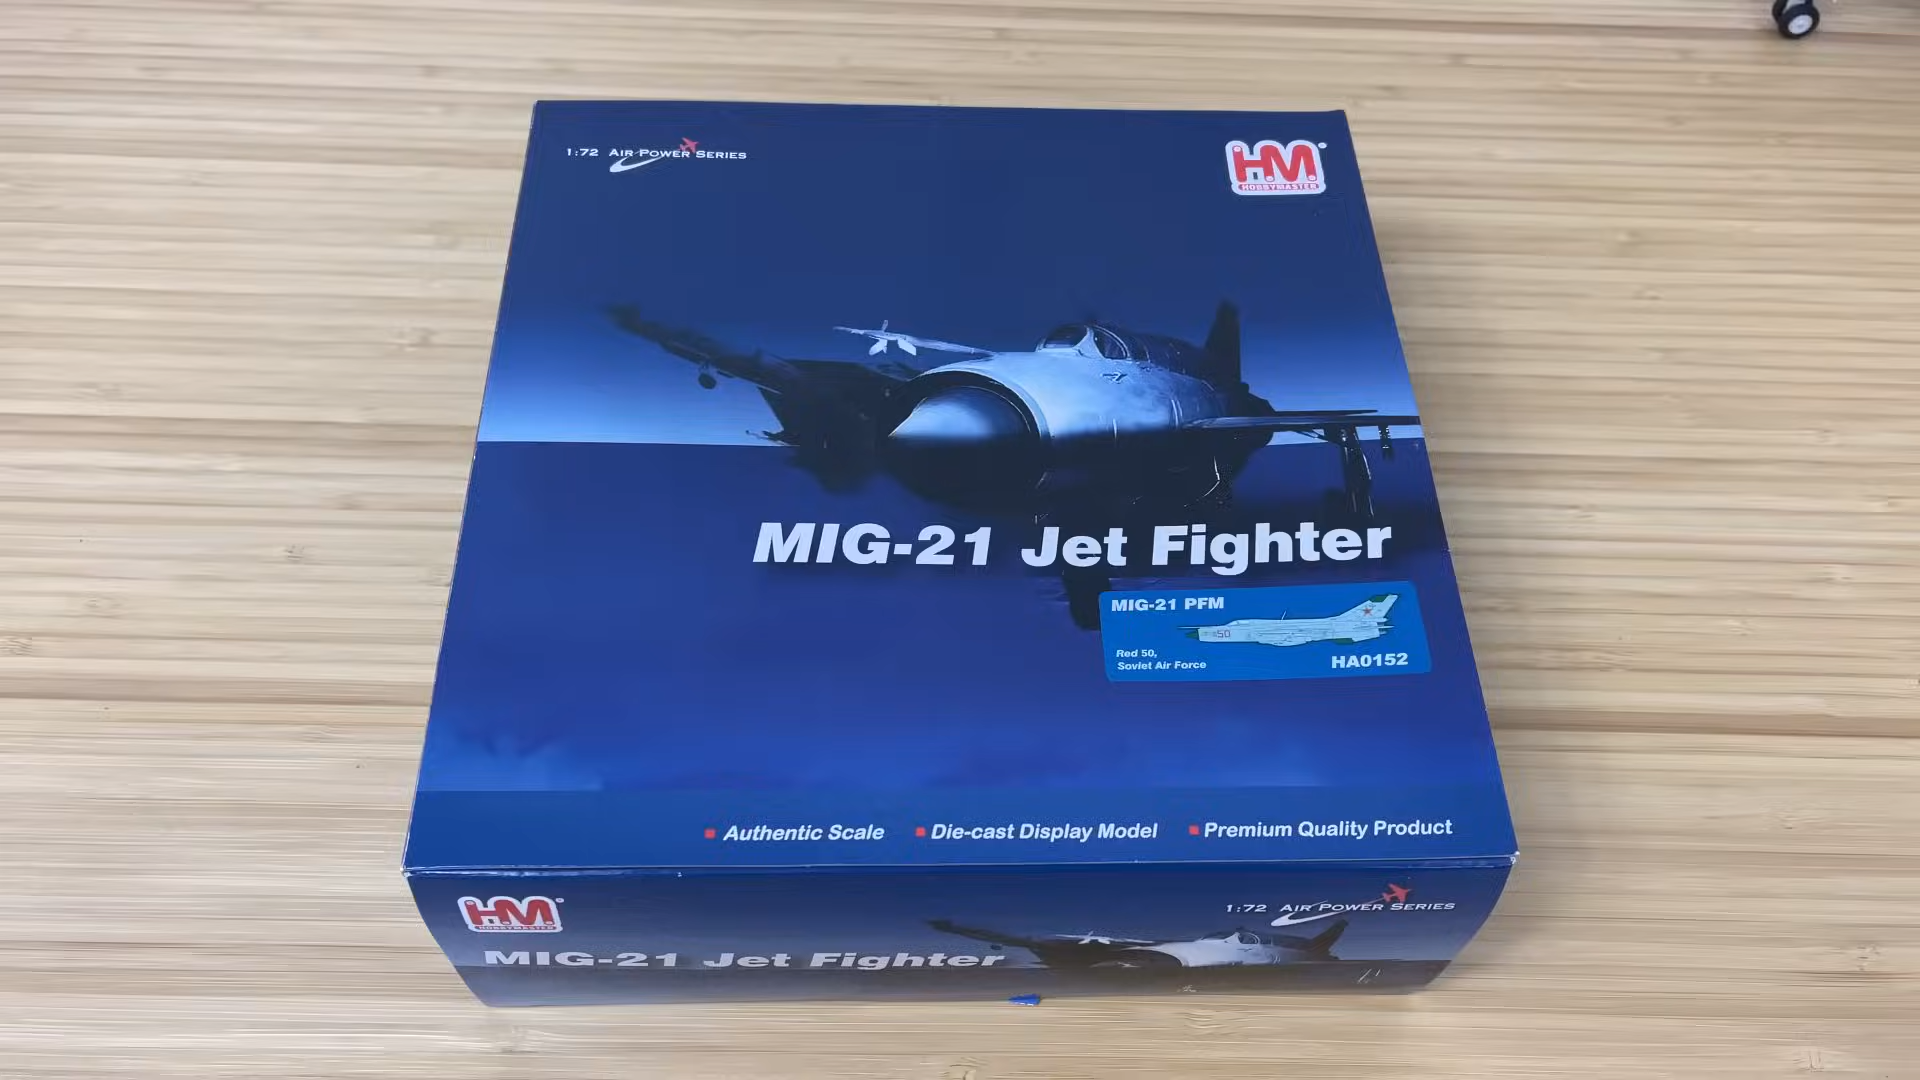 1:72 AIR POWER SERIES
HM
HOBBYMASTER
MIG-21 Jet Fighter
MIG-21 PFM
50
Red 50,
Soviet Air Force
HA0152
Authentic Scale
Die-cast Display Model
Premium Quality Product
HM
HOBBYMASTER
1:72 AIR POWER SERIES
MIG-21 Jet Fighter